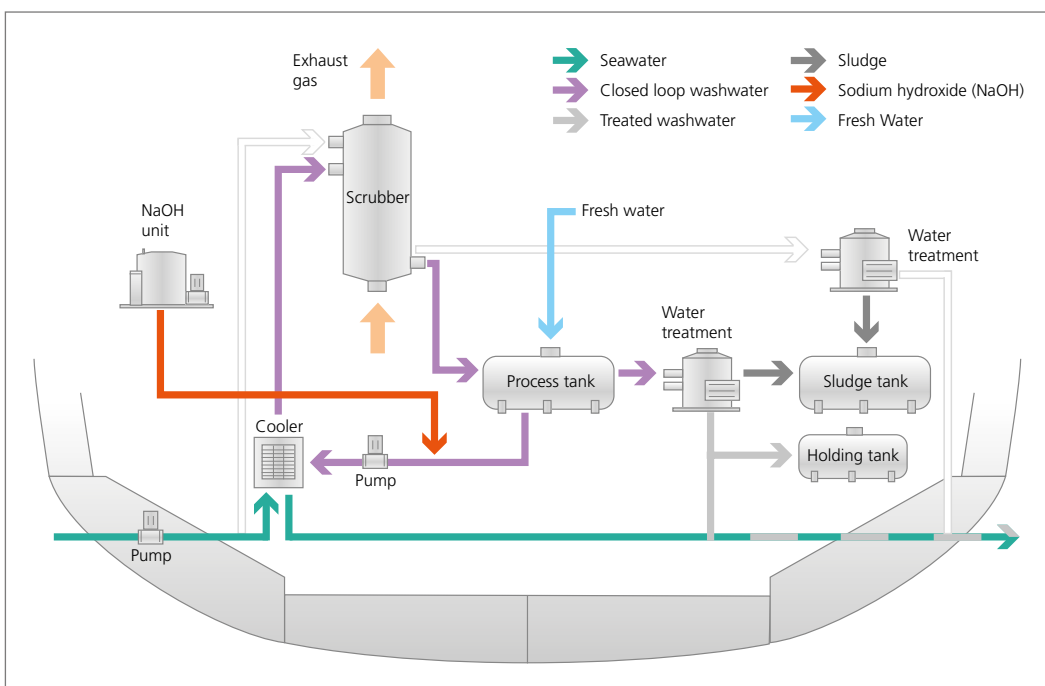 Exhaust
gas
Seawater
Closed loop washwater
Treated washwater
Sludge
Sodium hydroxide (NaOH)
Fresh Water
Scrubber
NaOH
unit
Fresh water
Water
treatment
Water
treatment
Process tank
Sludge tank
Cooler
Holding tank
Pump
Pump